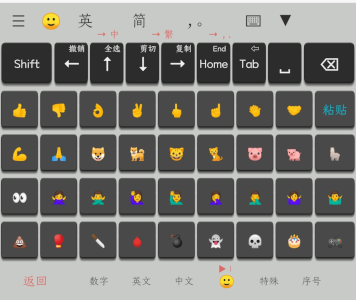 英 简 ，。
→ 中 → 繁 → , .
撤销 全选 剪切 复制 End
Shift ← ↑ ↓ → Home Tab
粘贴
返回 数字 英文 中文 特殊 序号